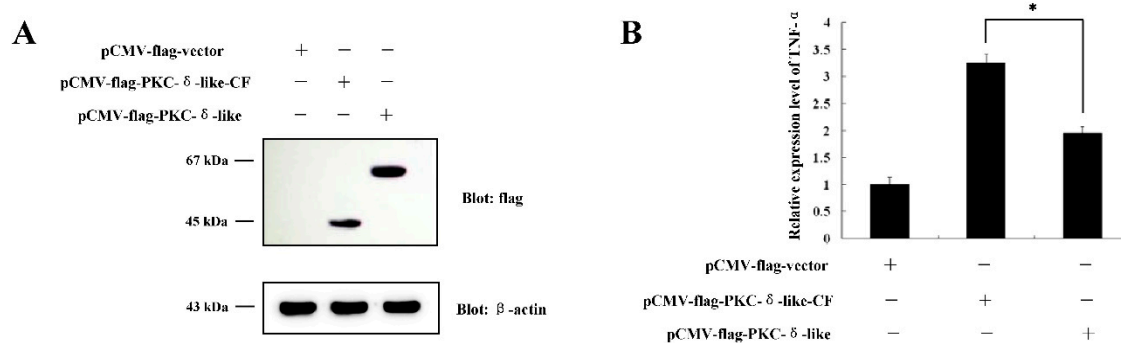 A
pCMV-flag-vector + − −
pCMV-flag-PKC-δ-like-CF − + −
pCMV-flag-PKC-δ-like − − +
67 kDa
45 kDa
Blot: flag
43 kDa
Blot: β-actin
B
*
Relative expression level of TNF-α
4
3.5
3
2.5
2
1.5
1
0.5
0
pCMV-flag-vector + − −
pCMV-flag-PKC-δ-like-CF − + −
pCMV-flag-PKC-δ-like − − +